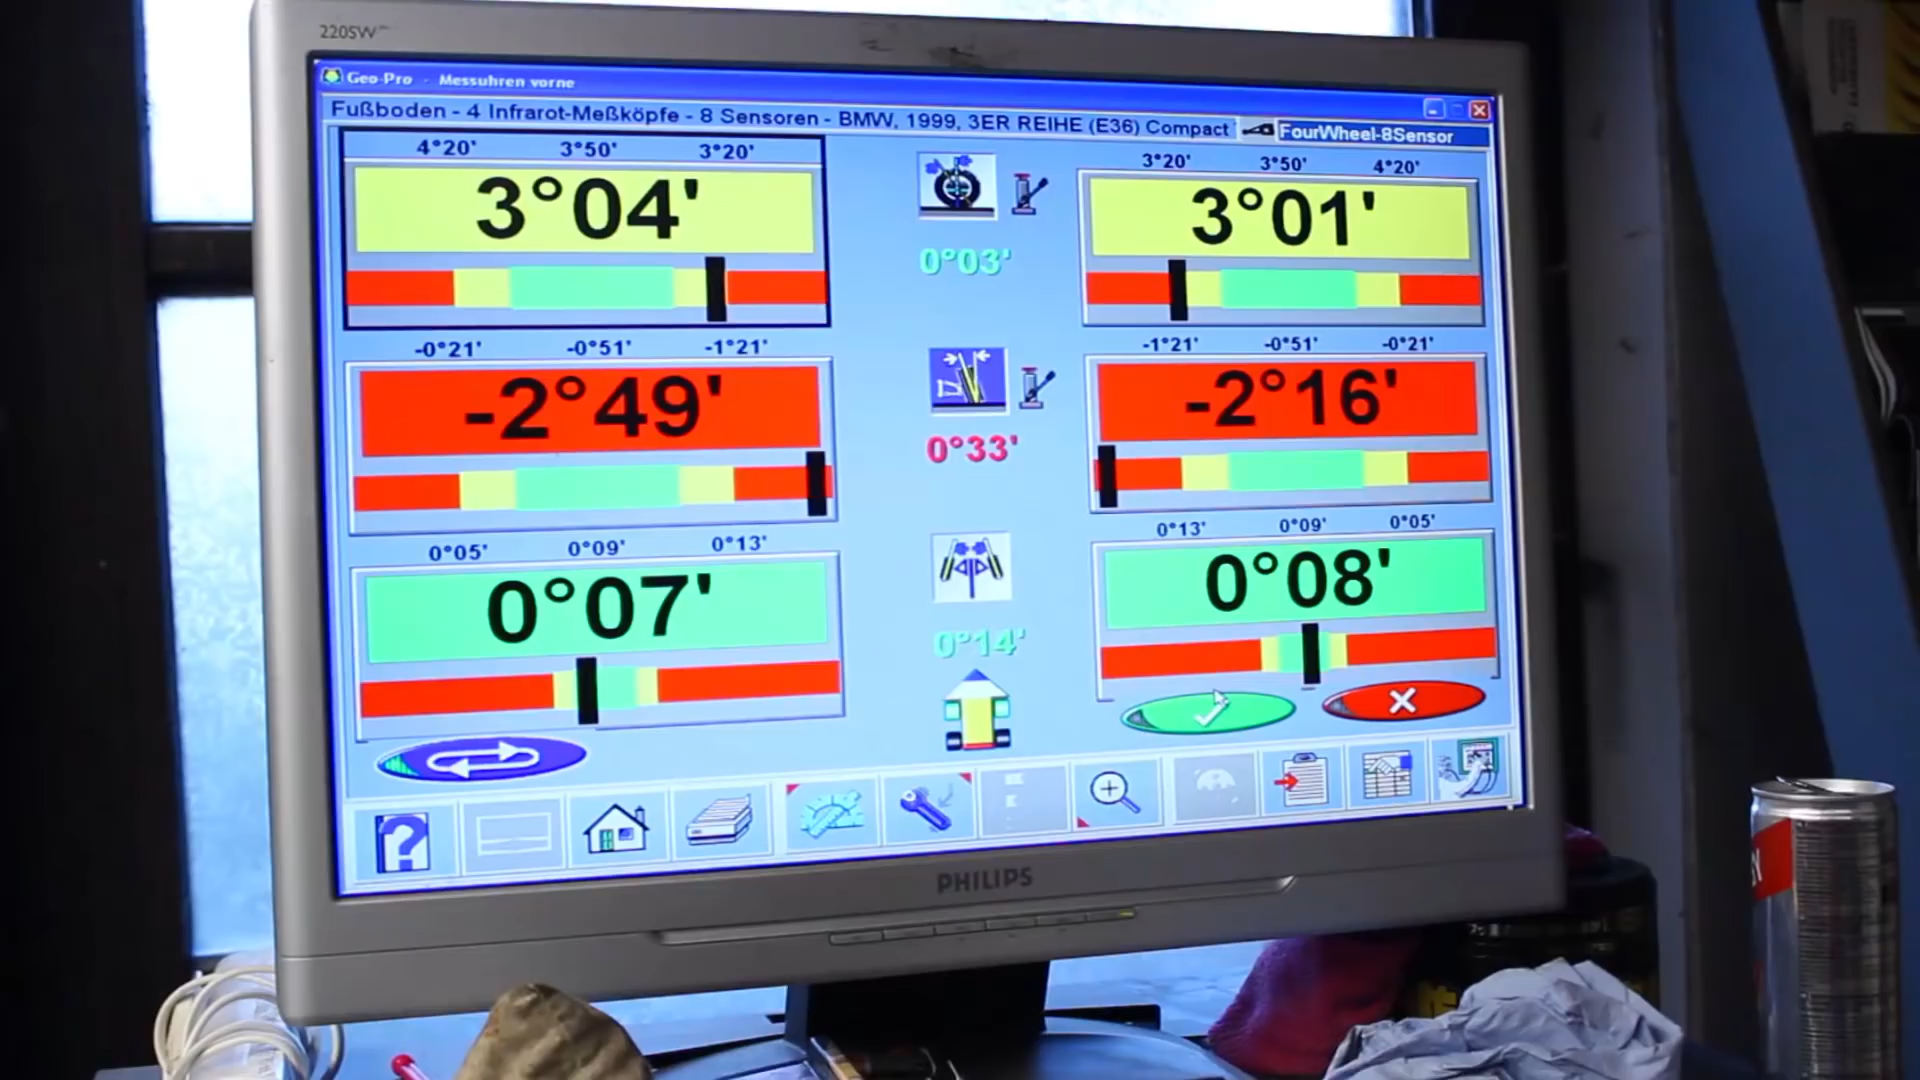 220SW
Geo-Pro - Messuhren vorne
Fußboden - 4 Infrarot-Meßköpfe - 8 Sensoren - BMW, 1999, 3ER REIHE (E36) Compact
FourWheel-8Sensor
4°20' 3°50' 3°20'
3°04'
0°03'
3°20' 3°50' 4°20'
3°01'
-0°21' -0°51' -1°21'
-2°49'
0°33'
-1°21' -0°51' -0°21'
-2°16'
0°05' 0°09' 0°13'
0°07'
0°14'
0°13' 0°09' 0°05'
0°08'
?
PHILIPS